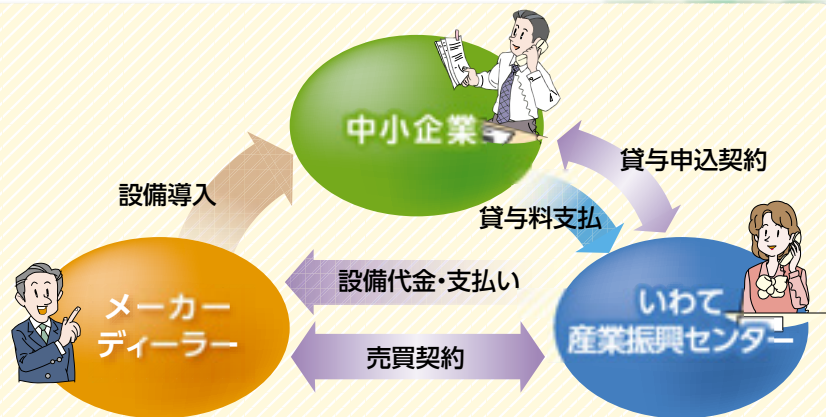 中小企業
貸与申込契約
設備導入
貸与料支払
設備代金・支払い
メーカー
ディーラー
いわて
産業振興センター
売買契約